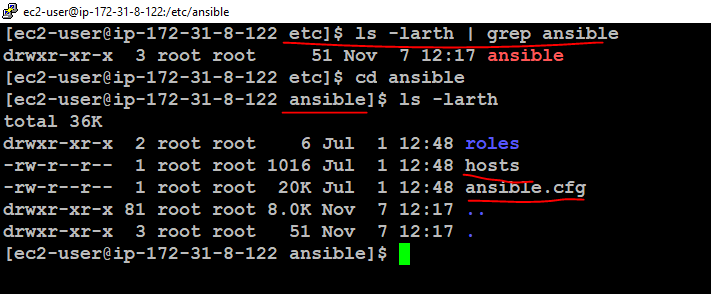 ec2-user@ip-172-31-8-122:/etc/ansible
[ec2-user@ip-172-31-8-122 etc]$ ls -larth | grep ansible
drwxr-xr-x  3 root root   51 Nov  7 12:17 ansible
[ec2-user@ip-172-31-8-122 etc]$ cd ansible
[ec2-user@ip-172-31-8-122 ansible]$ ls -larth
total 36K
drwxr-xr-x  2 root root    6 Jul  1 12:48 roles
-rw-r--r--  1 root root 1016 Jul  1 12:48 hosts
-rw-r--r--  1 root root  20K Jul  1 12:48 ansible.cfg
drwxr-xr-x 81 root root 8.0K Nov  7 12:17 ..
drwxr-xr-x  3 root root   51 Nov  7 12:17 .
[ec2-user@ip-172-31-8-122 ansible]$